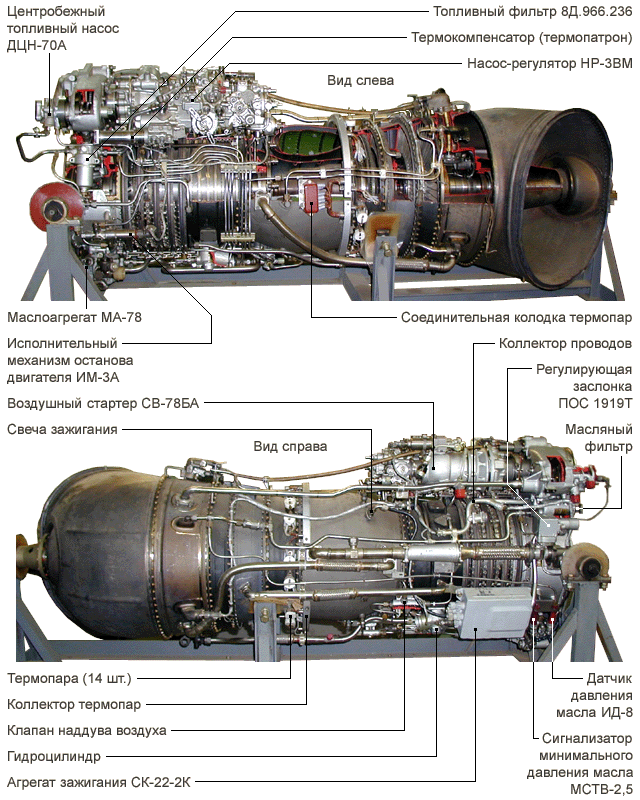 Центробежный
топливный насос
ДЦН-70А
Топливный фильтр 8Д.966.236
Термокомпенсатор (термопатрон)
Насос-регулятор НР-3ВМ
Вид слева
Маслоагрегат МА-78
Исполнительный
механизм останова
двигателя ИМ-3А
Соединительная колодка термопар
Коллектор проводов
Регулирующая
заслонка
ПОС 1919Т
Масляный
фильтр
Воздушный стартер СВ-78БА
Свеча зажигания
Вид справа
Термопара (14 шт.)
Коллектор термопар
Клапан наддува воздуха
Гидроцилиндр
Агрегат зажигания СК-22-2К
Датчик
давления
масла ИД-8
Сигнализатор
минимального
давления масла
МСТВ-2,5